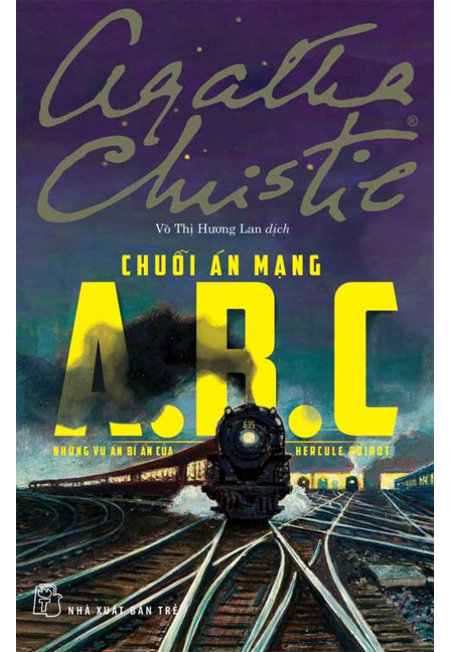 Agatha
Christie®
Võ Thị Hương Lan dịch
CHUỖI ÁN MẠNG
A.B.C
NHỮNG VỤ ÁN BÍ ẨN CỦA HERCULE POIROT
635
NHÀ XUẤT BẢN TRẺ